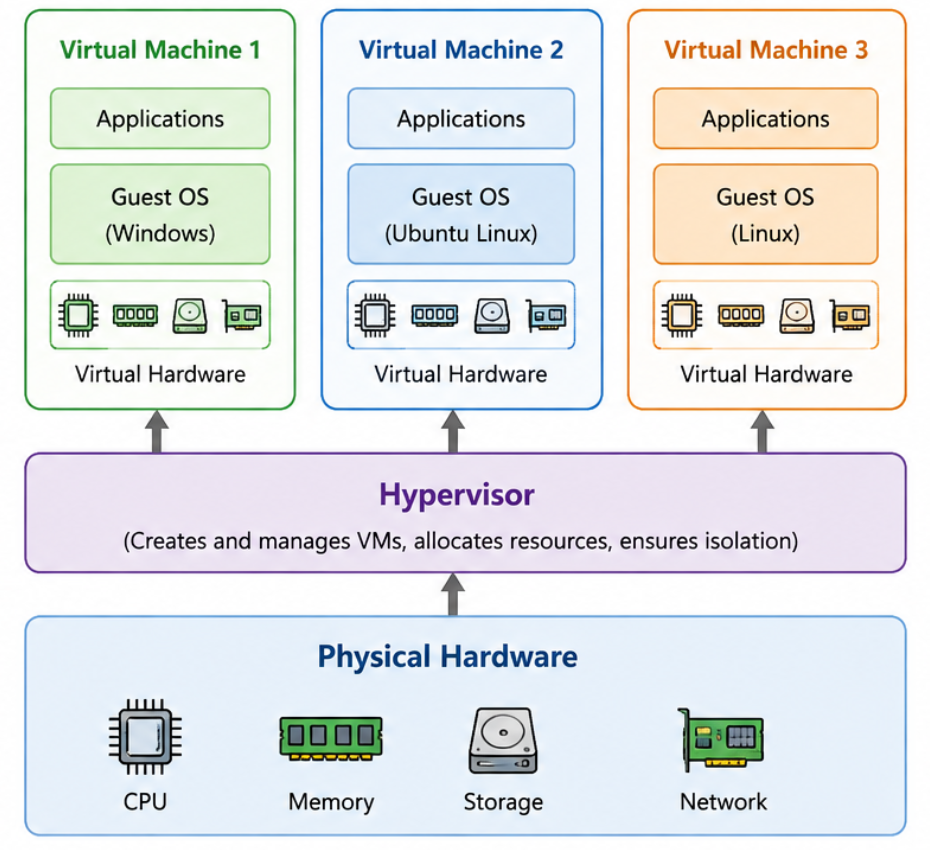 Virtual Machine 1
Applications
Guest OS
(Windows)
Virtual Hardware
Virtual Machine 2
Applications
Guest OS
(Ubuntu Linux)
Virtual Hardware
Virtual Machine 3
Applications
Guest OS
(Linux)
Virtual Hardware
Hypervisor
(Creates and manages VMs, allocates resources, ensures isolation)
Physical Hardware
CPU
Memory
Storage
Network